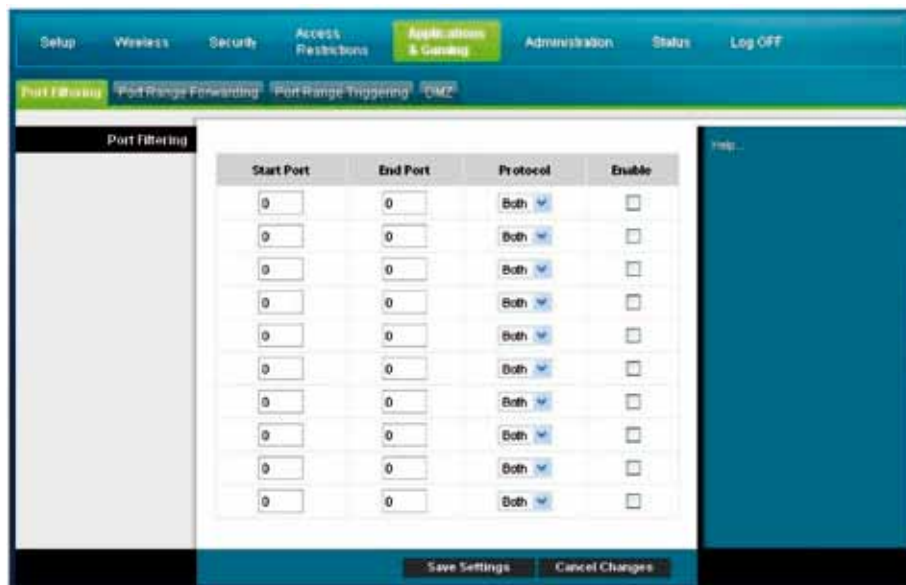 Setup Wireless Security Access Restrictions Applications & Gaming Administration Status Log OFF
Port Filtering Port Range Forwarding Port Range Triggering DMZ
Port Filtering
Help...
Start Port End Port Protocol Enable
0 0 Both
0 0 Both
0 0 Both
0 0 Both
0 0 Both
0 0 Both
0 0 Both
0 0 Both
0 0 Both
0 0 Both
Save Settings Cancel Changes